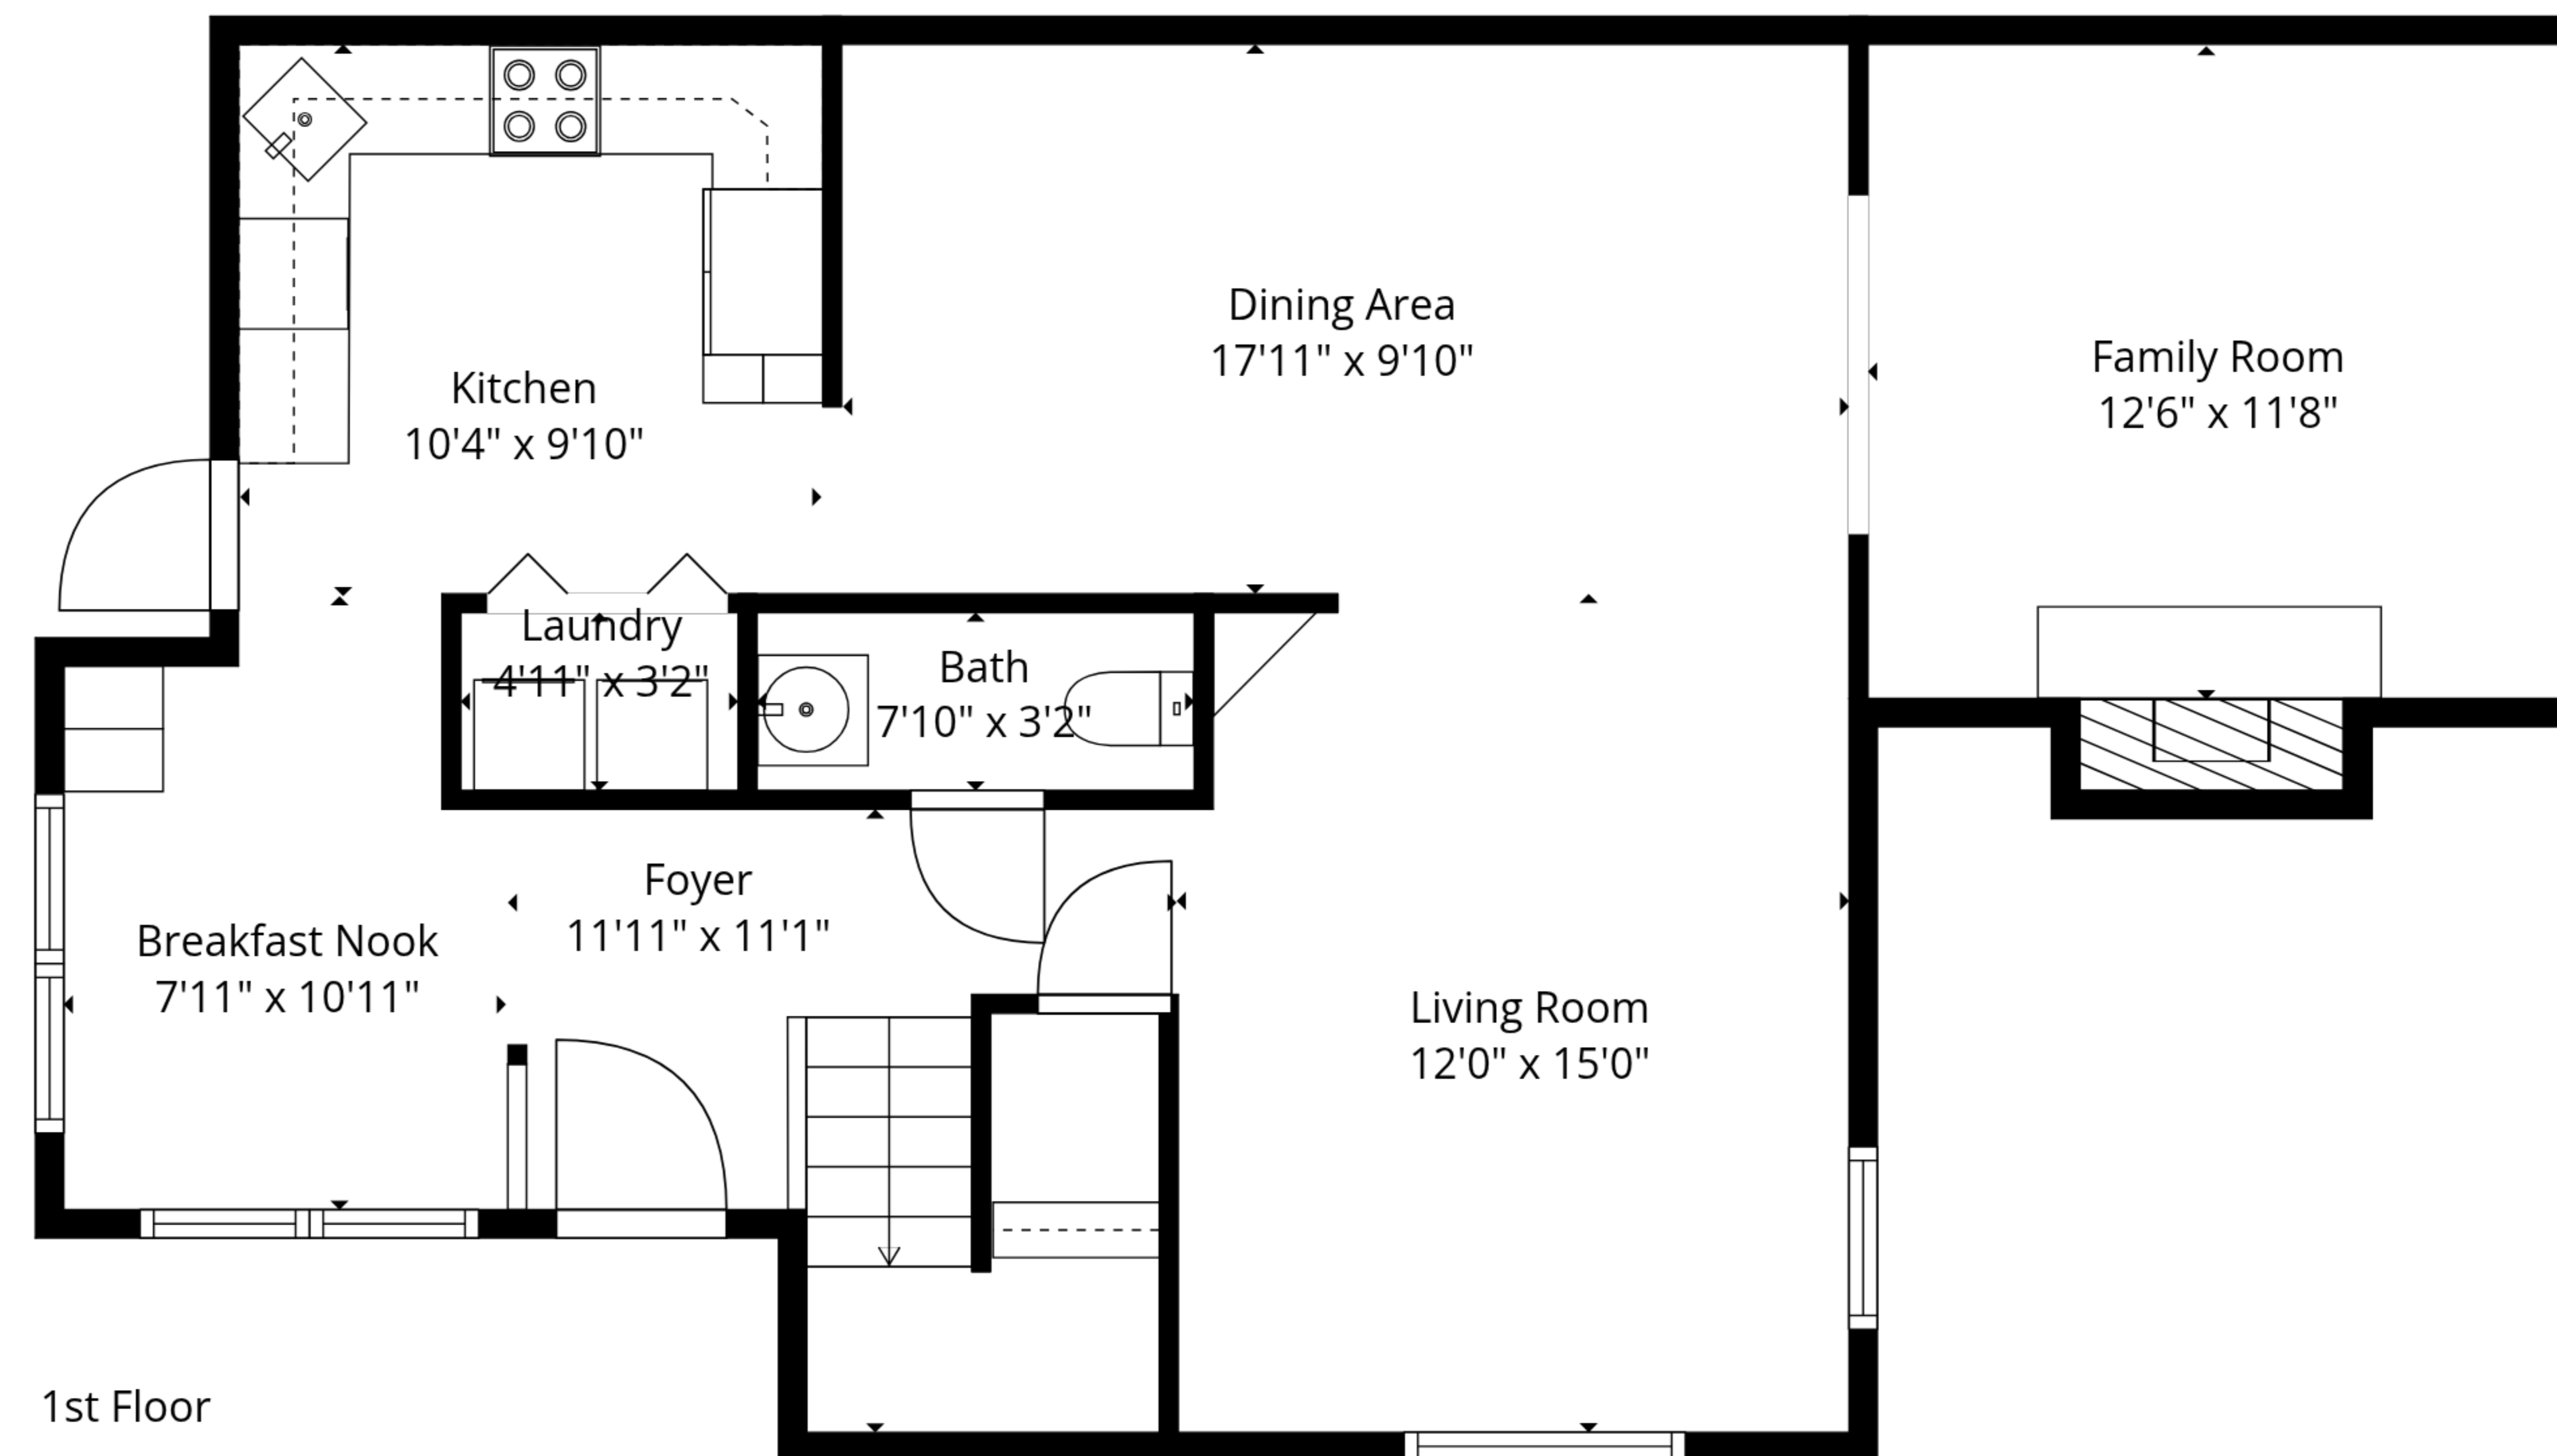 Dining Area
17'11" x 9'10"
Family Room
12'6" x 11'8"
Kitchen
10'4" x 9'10"
Laundry
4'11" x 3'2"
Bath
7'10" x 3'2"
Foyer
11'11" x 11'1"
Breakfast Nook
7'11" x 10'11"
Living Room
12'0" x 15'0"
1st Floor